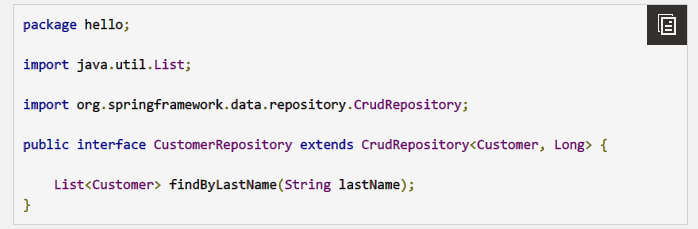 package hello;
import java.util.List;
import org.springframework.data.repository.CrudRepository;
public interface CustomerRepository extends CrudRepository<Customer, Long> {
    List<Customer> findByLastName(String lastName);
}